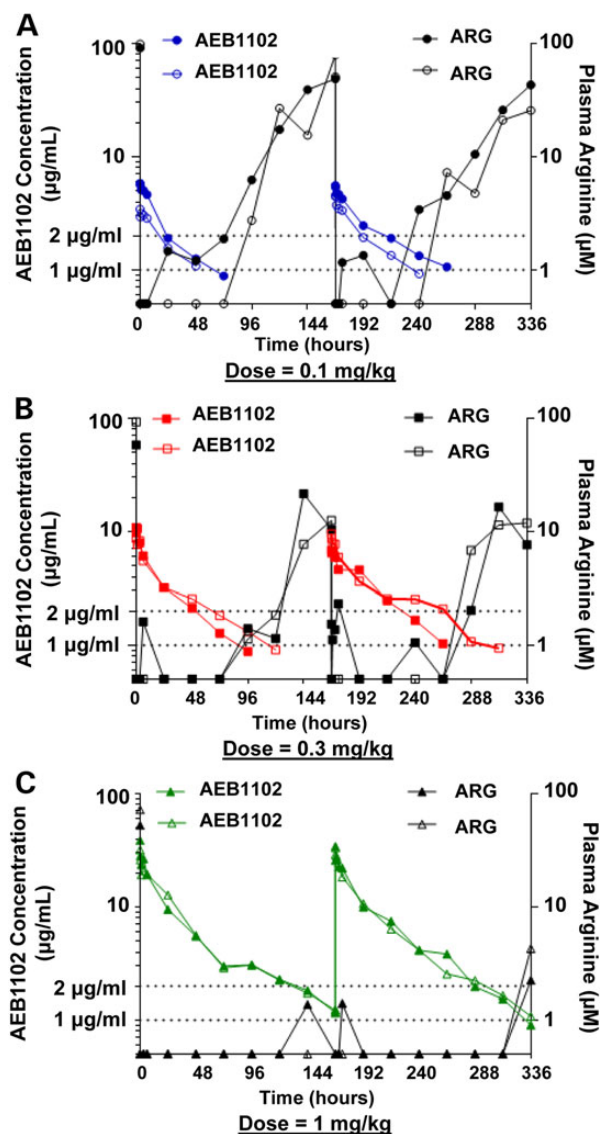 A
AEB1102
AEB1102
ARG
ARG
AEB1102 Concentration
(µg/mL)
100
10
2 µg/ml
1 µg/ml
100
10
1
Plasma Arginine (µM)
0 48 96 144 192 240 288 336
Time (hours)
Dose = 0.1 mg/kg
B
AEB1102
AEB1102
ARG
ARG
AEB1102 Concentration
(µg/mL)
100
10
2 µg/ml
1 µg/ml
100
10
1
Plasma Arginine (µM)
0 48 96 144 192 240 288 336
Time (hours)
Dose = 0.3 mg/kg
C
AEB1102
AEB1102
ARG
ARG
AEB1102 Concentration
(µg/mL)
100
10
2 µg/ml
1 µg/ml
100
10
1
Plasma Arginine (µM)
0 48 96 144 192 240 288 336
Time (hours)
Dose = 1 mg/kg